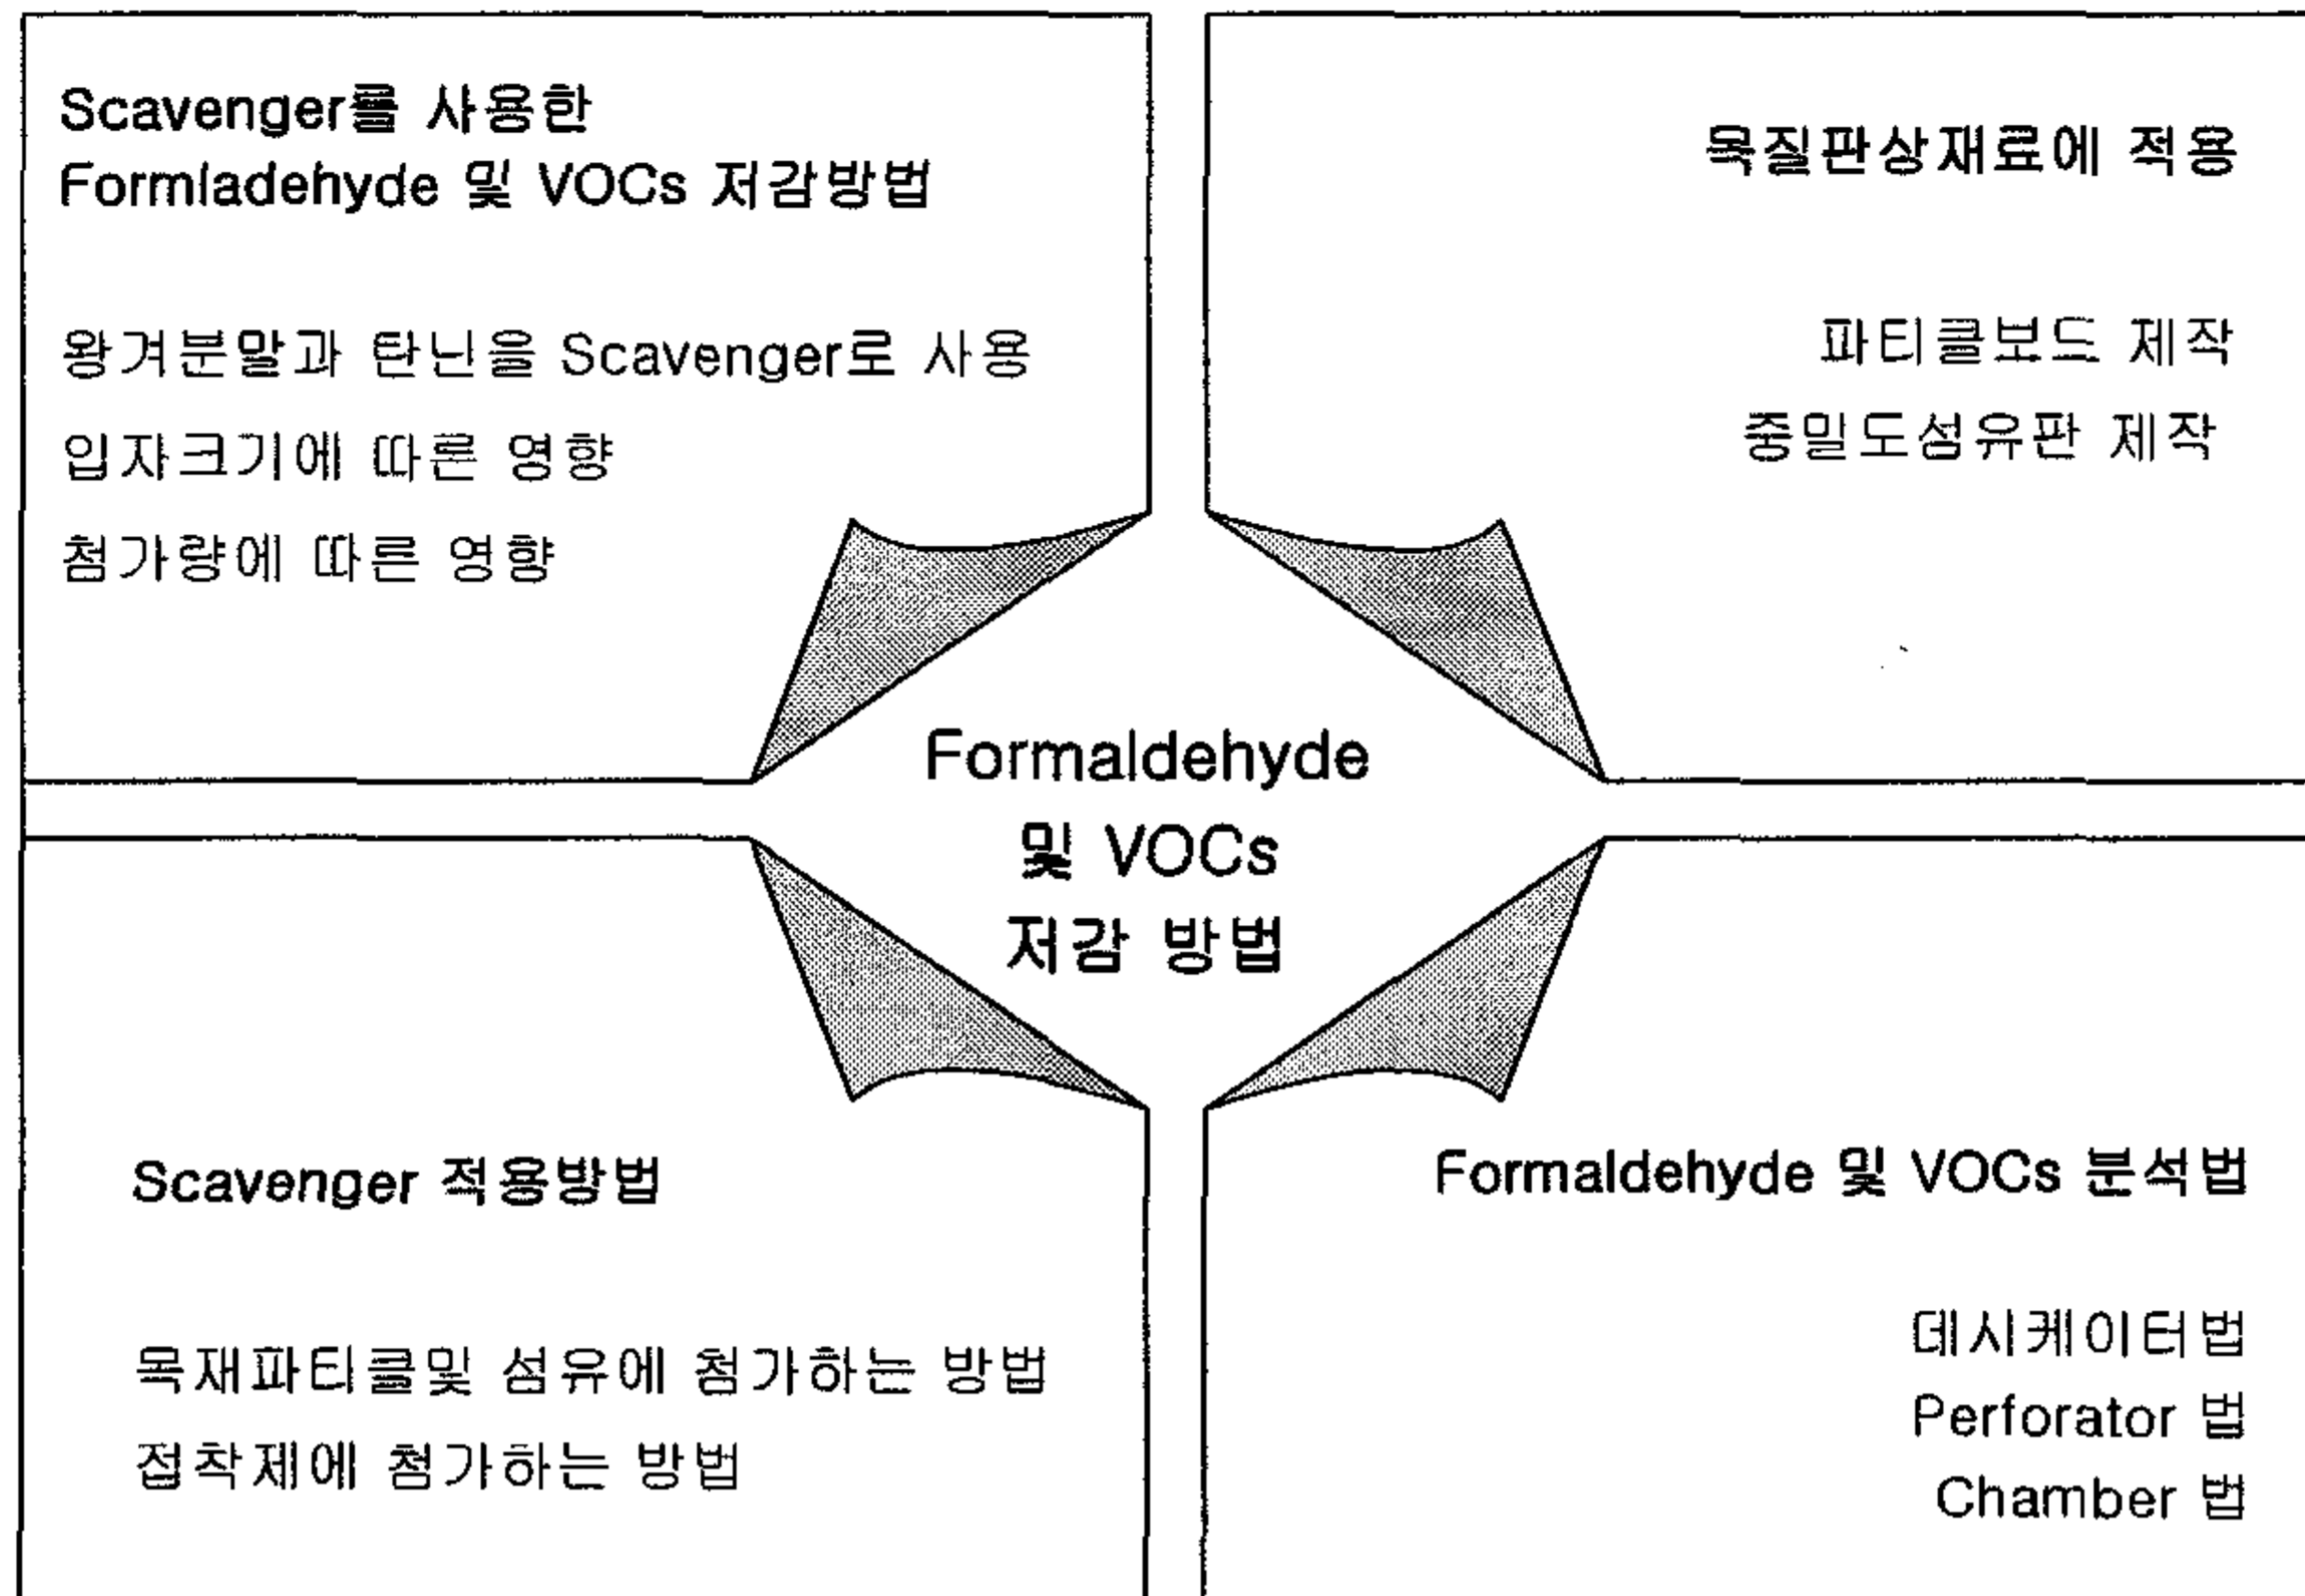 Scavenger를 사용한
Formladehyde 및 VOCs 저감방법
왕겨분말과 탄닌을 Scavenger로 사용
입자크기에 따른 영향
첨가량에 따른 영향
목질판상재료에 적용
파티클보드 제작
중밀도섬유판 제작
Formaldehyde
및 VOCs
저감 방법
Scavenger 적용방법
목재파티클및 섬유에 첨가하는 방법
접착제에 첨가하는 방법
Formaldehyde 및 VOCs 분석법
데시케이터법
Perforator 법
Chamber 법